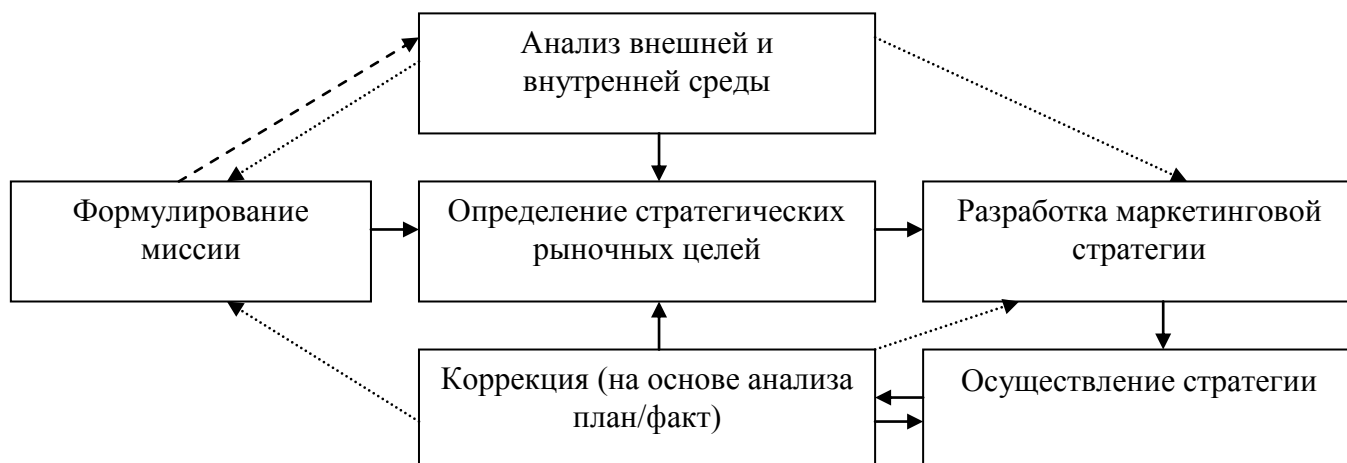 Анализ внешней и
внутренней среды
Формулирование
миссии
Определение стратегических
рыночных целей
Разработка маркетинговой
стратегии
Коррекция (на основе анализа
план/факт)
Осуществление стратегии